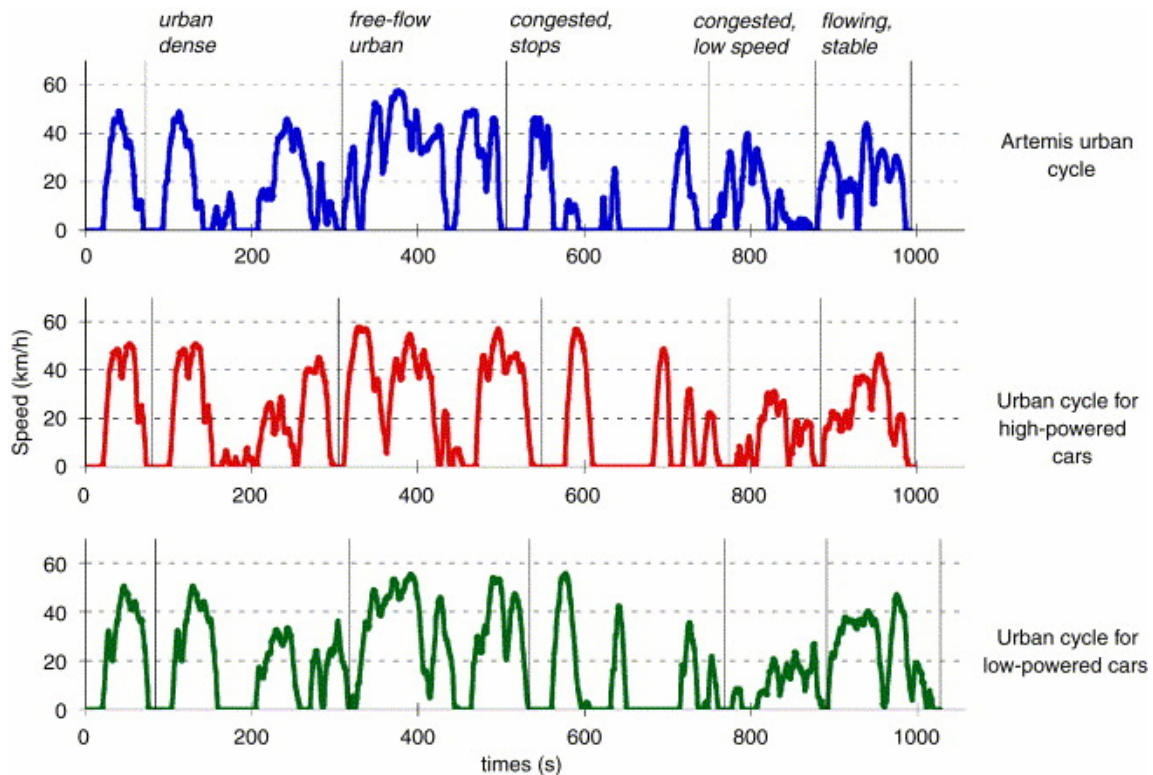 urban
dense
free-flow
urban
congested,
stops
congested,
low speed
flowing,
stable
60
40
20
0
0 200 400 600 800 1000
Artemis urban
cycle
Speed (km/h)
60
40
20
0
0 200 400 600 800 1000
Urban cycle for
high-powered
cars
60
40
20
0
0 200 400 600 800 1000
Urban cycle for
low-powered cars
times (s)